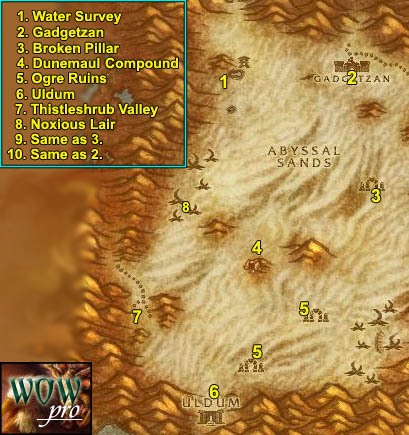 1. Water Survey
2. Gadgetzan
3. Broken Pillar
4. Dunemaul Compound
5. Ogre Ruins
6. Uldum
7. Thistleshrub Valley
8. Noxious Lair
9. Same as 3.
10. Same as 2.
1
2
GADGETZAN
ABYSSAL
SANDS
3
8
4
5
7
5
6
ULDUM
WOW
pro